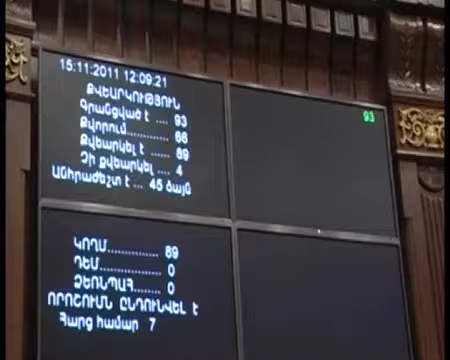 15:11:2011 12:09:21
ՔՎԵԱՐԿՈՒԹՅՈՒՆ
Գրանցված է .... 93
Քվորում............ 66
Քվեարկել է ...... 89
Չի քվեարկել .... 4
Անհրաժեշտ է ... 45 ձայն
93
ԿՈՂՄ............... 89
ԴԵՄ.................. 0
ՁԵՌՆՊԱՀ........ 0
ՈՐՈՇՈՒՄՆ ԸՆԴՈՒՆՎԵԼ է
Հարց համար 7